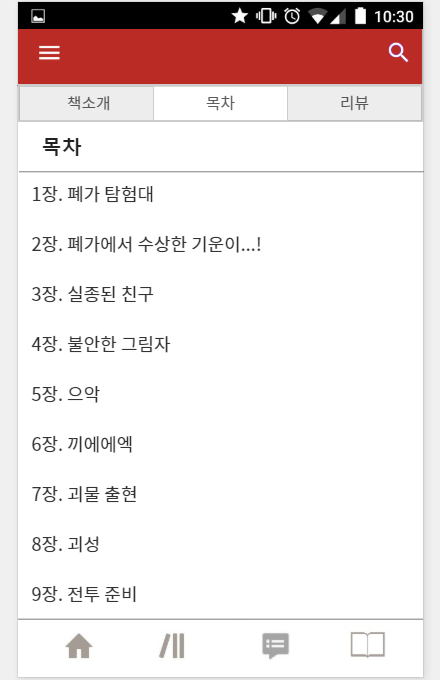 10:30
책소개 목차 리뷰
목차
1장. 폐가 탐험대
2장. 폐가에서 수상한 기운이...!
3장. 실종된 친구
4장. 불안한 그림자
5장. 으악
6장. 끼에에엑
7장. 괴물 출현
8장. 괴성
9장. 전투 준비